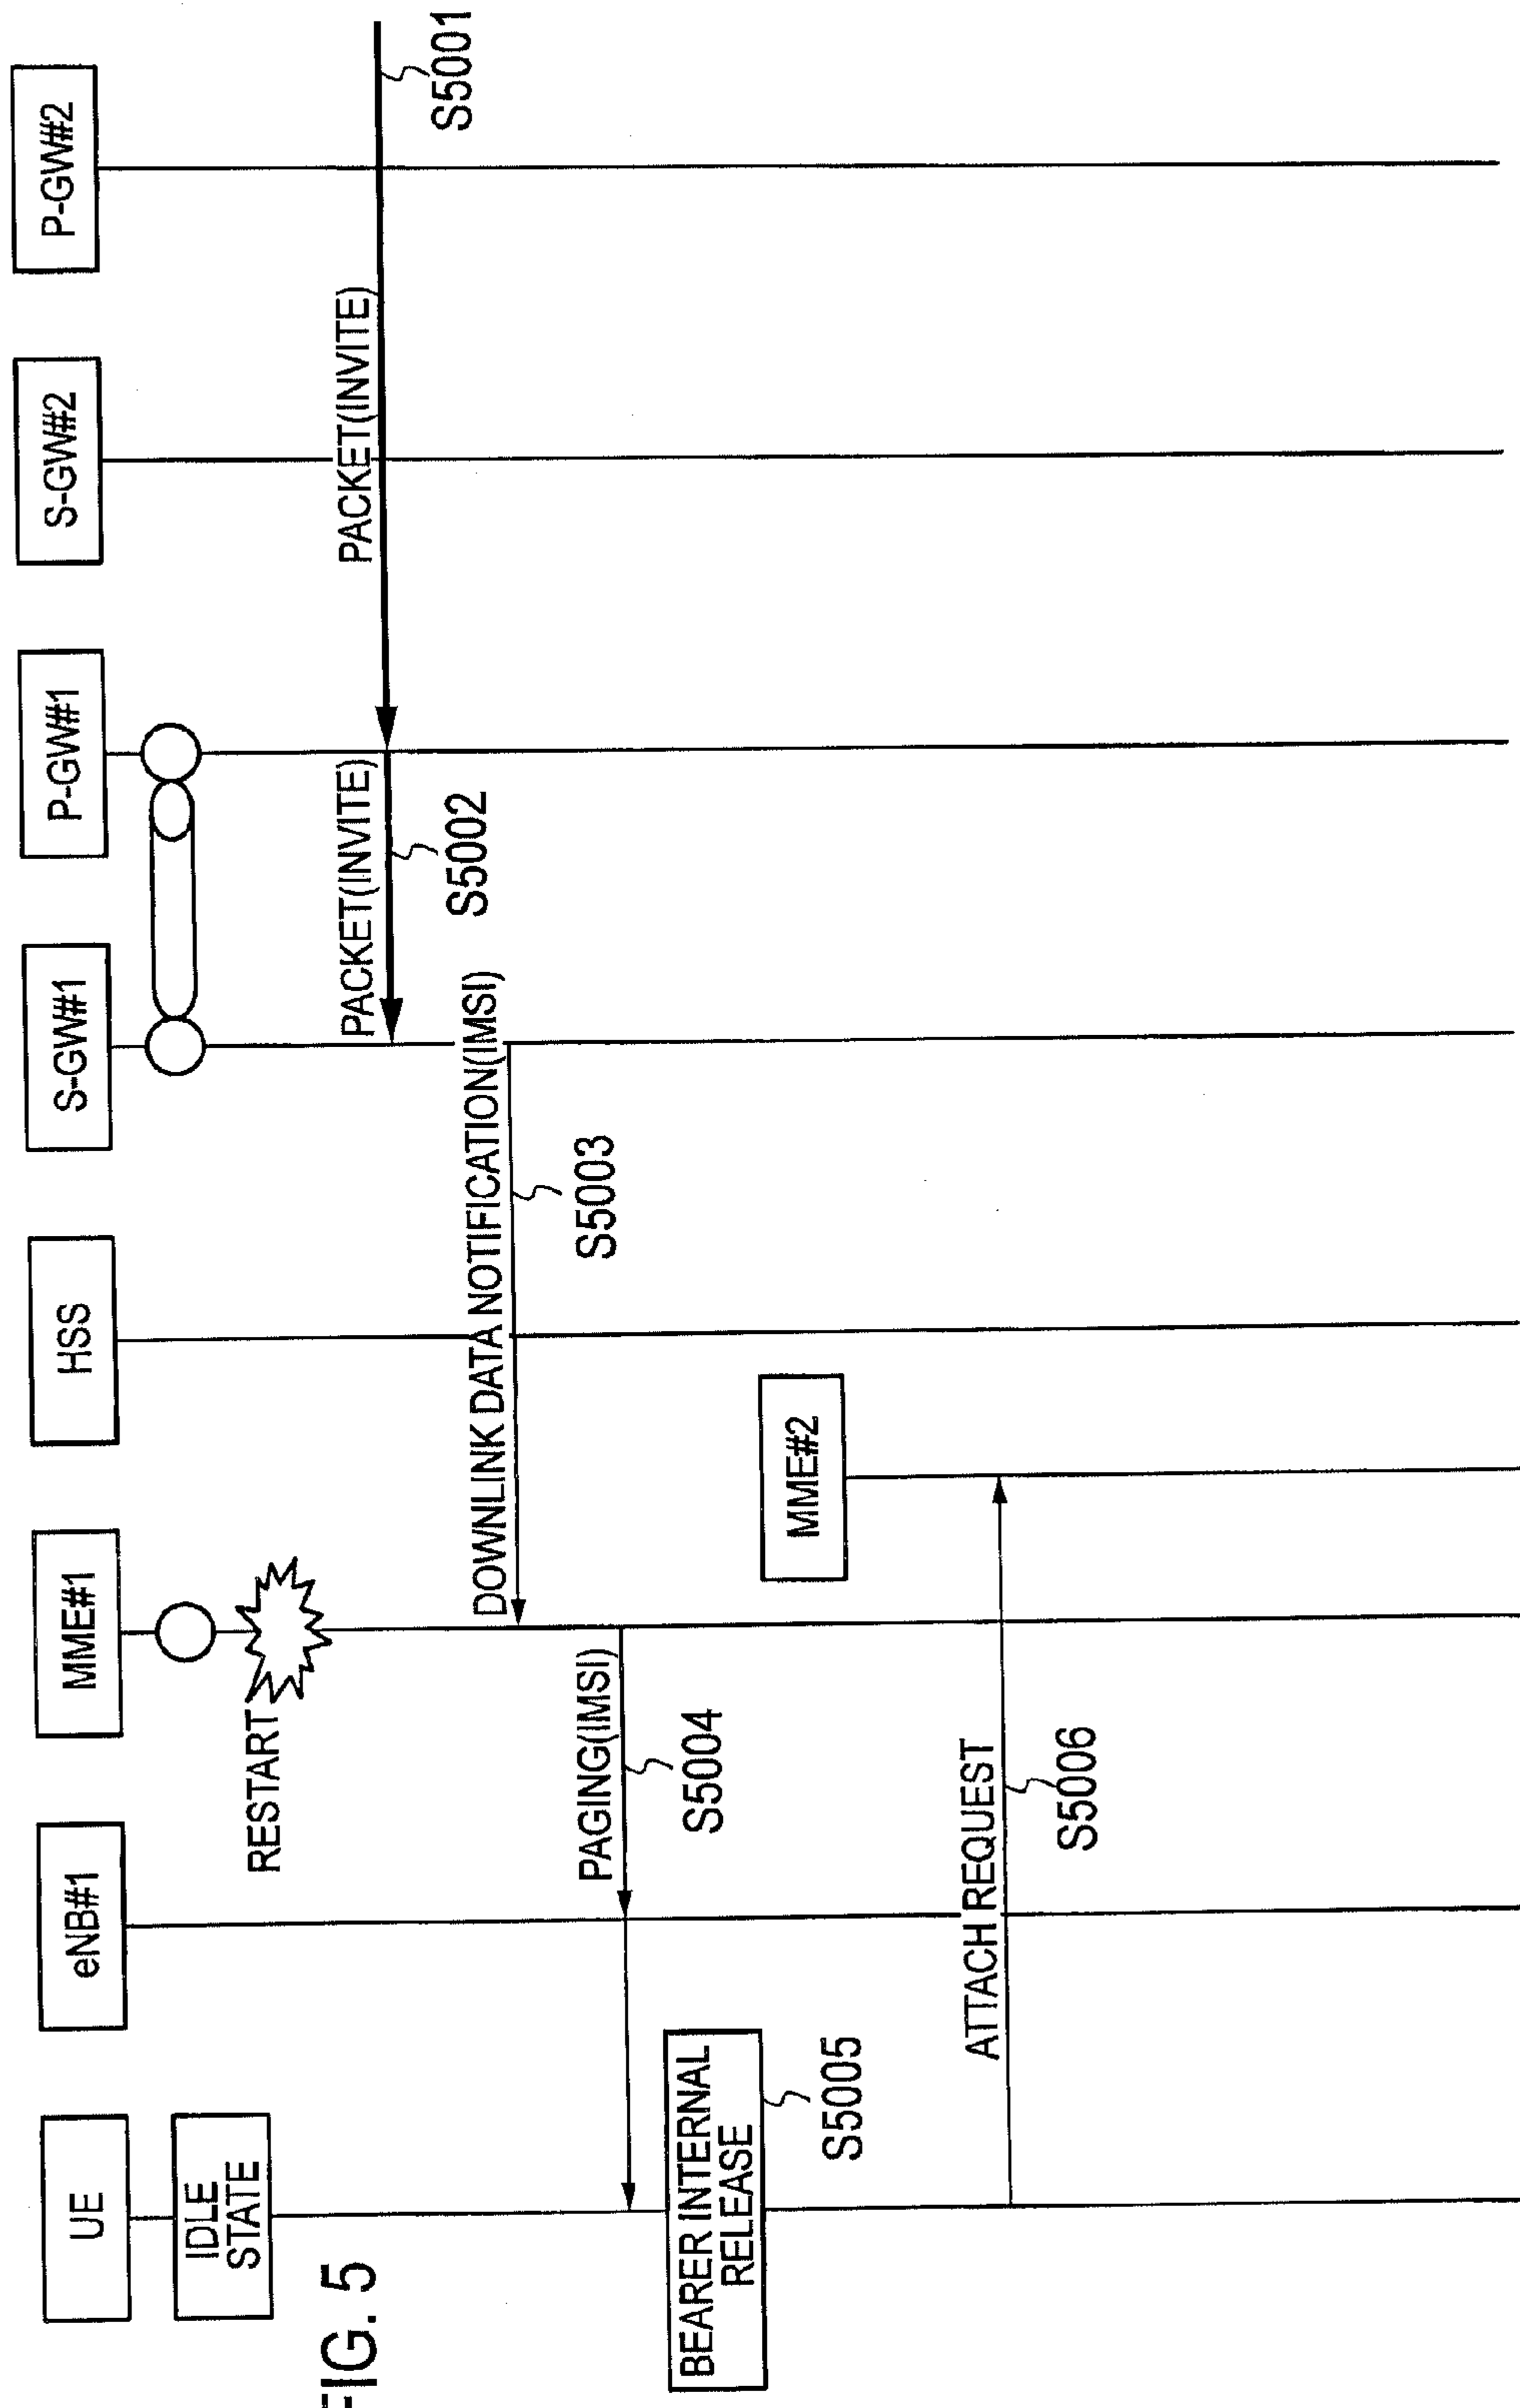 FIG. 5
UE
eNB#1
MME#1
HSS
S-GW#1
P-GW#1
S-GW#2
P-GW#2
IDLE
STATE
RESTART
PACKET(INVITE)
S5001
PACKET(INVITE)
S5002
DOWNLINK DATA NOTIFICATION(IMSI)
S5003
PAGING(IMSI)
S5004
BEARER INTERNAL
RELEASE
S5005
MME#2
ATTACH REQUEST
S5006